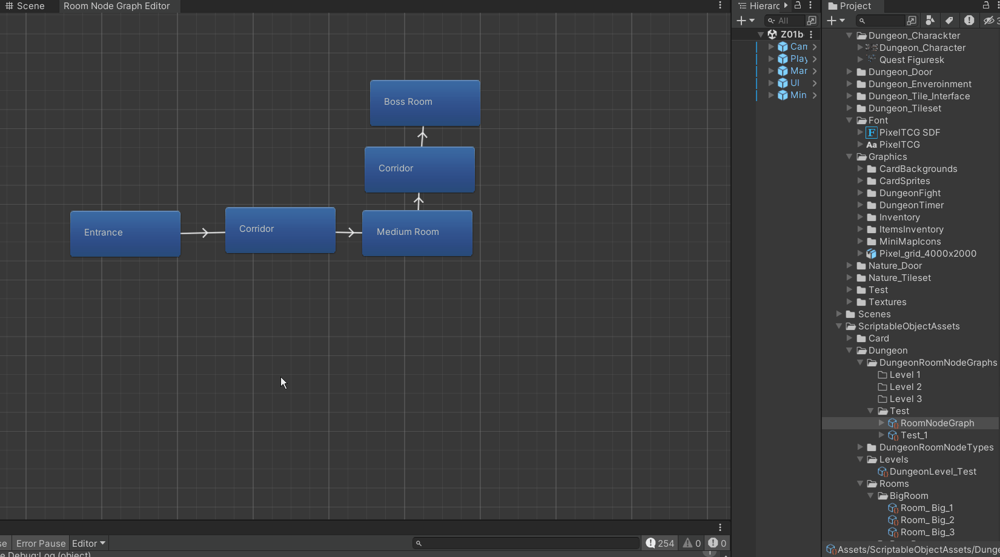 Scene
Room Node Graph Editor
Boss Room
Corridor
Entrance
Corridor
Medium Room
Error Pause
Editor
254
0
0
Debug:Log (object)
Hierarc
All
Z01b
Cam
Play
Mar
UI
Min
Project
Dungeon_Charackter
Dungeon_Character
Quest Figuresk
Dungeon_Door
Dungeon_Enveroinment
Dungeon_Tile_Interface
Dungeon_Tileset
Font
PixelTCG SDF
Aa PixelTCG
Graphics
CardBackgrounds
CardSprites
DungeonFight
DungeonTimer
Inventory
ItemsInventory
MiniMapIcons
Pixel_grid_4000x2000
Nature_Door
Nature_Tileset
Test
Textures
Scenes
ScriptableObjectAssets
Card
Dungeon
DungeonRoomNodeGraphs
Level 1
Level 2
Level 3
Test
RoomNodeGraph
Test_1
DungeonRoomNodeTypes
Levels
DungeonLevel_Test
Rooms
BigRoom
Room_ Big_1
Room_ Big_2
Room_ Big_3
Assets/ScriptableObjectAssets/Dunge